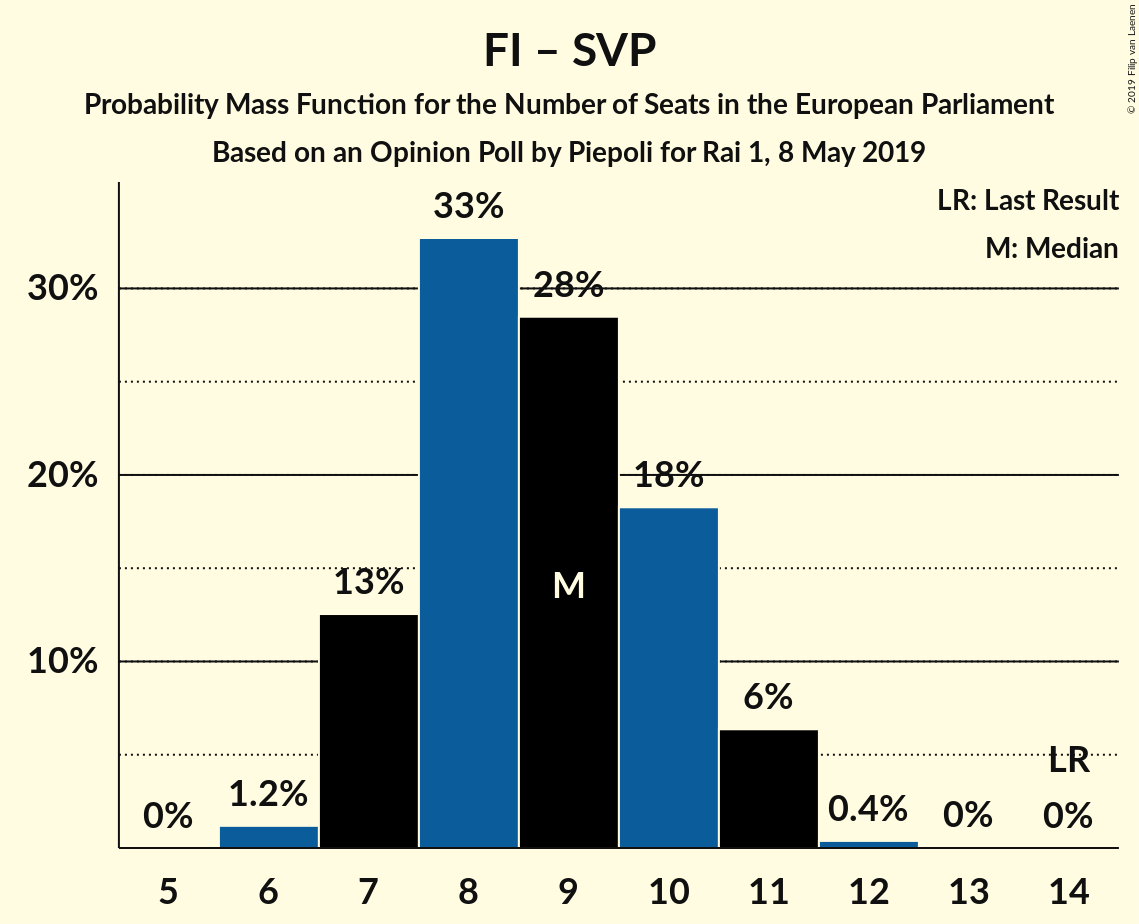 FI – SVP
Probability Mass Function for the Number of Seats in the European Parliament
Based on an Opinion Poll by Piepoli for Rai 1, 8 May 2019
© 2019 Filip van Laenen
LR: Last Result
M: Median
30%
20%
10%
0%
1.2%
13%
33%
28%
M
18%
6%
0.4%
0%
LR
0%
5
6
7
8
9
10
11
12
13
14